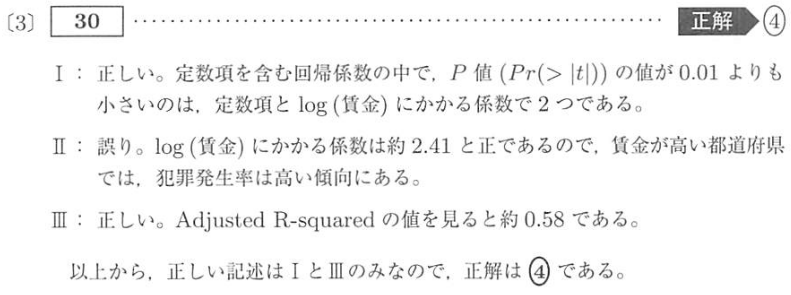 〔3〕 30 ‥‥‥‥‥‥‥‥‥‥‥‥‥‥‥‥‥‥‥‥‥‥‥‥ 正解 ④
Ⅰ： 正しい。定数項を含む回帰係数の中で，P 値 (Pr(> |t|)) の値が 0.01 よりも
小さいのは，定数項と log (賃金) にかかる係数で 2 つである。
Ⅱ： 誤り。log (賃金) にかかる係数は約 2.41 と正であるので，賃金が高い都道府県
では，犯罪発生率は高い傾向にある。
Ⅲ： 正しい。Adjusted R-squared の値を見ると約 0.58 である。
以上から，正しい記述はⅠとⅢのみなので，正解は ④ である。